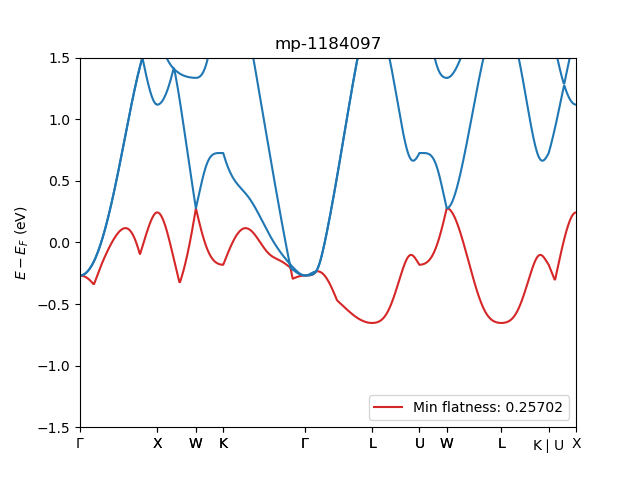 mp-1184097
E − E_F (eV)
1.5
1.0
0.5
0.0
−0.5
−1.0
−1.5
Min flatness: 0.25702
Γ X W K Γ L U W L K | U X